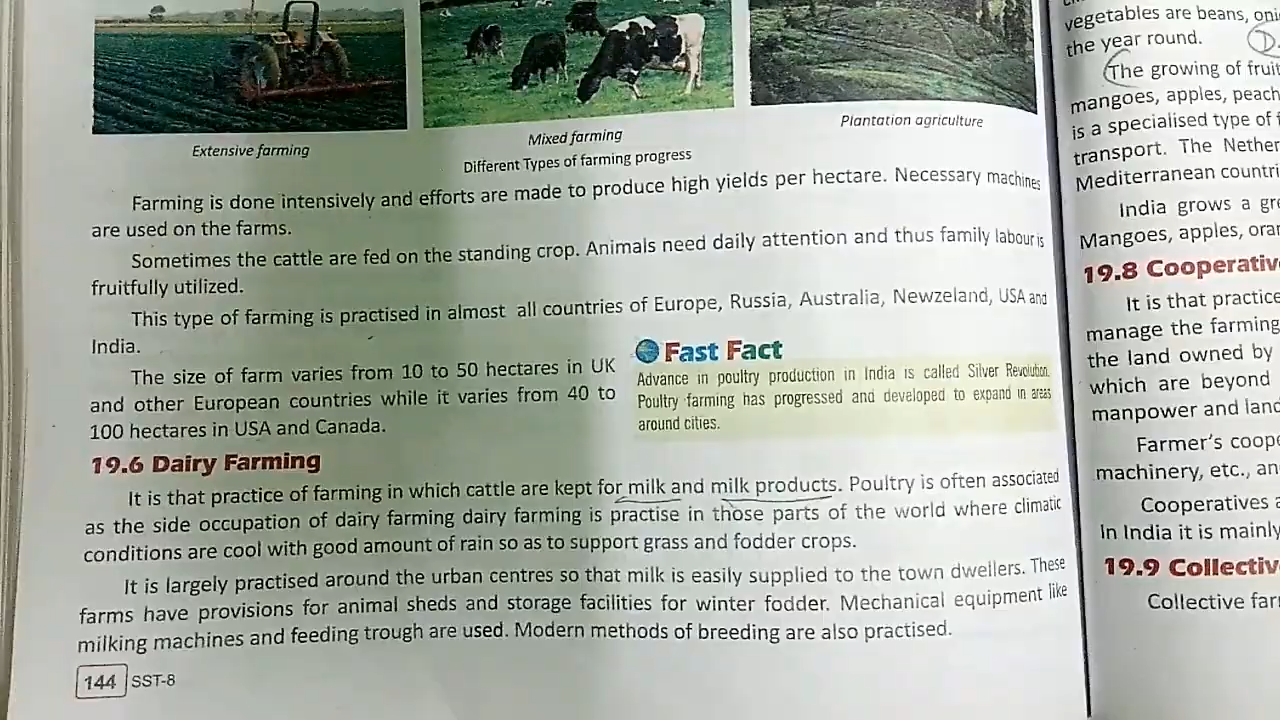 Extensive farming
Mixed farming
Plantation agriculture
Different Types of farming progress
Farming is done intensively and efforts are made to produce high yields per hectare. Necessary machines
are used on the farms.
Sometimes the cattle are fed on the standing crop. Animals need daily attention and thus family labour is
fruitfully utilized.
This type of farming is practised in almost all countries of Europe, Russia, Australia, Newzeland, USA and
India.
The size of farm varies from 10 to 50 hectares in UK
and other European countries while it varies from 40 to
100 hectares in USA and Canada.
Fast Fact
Advance in poultry production in India is called Silver Revolution.
Poultry farming has progressed and developed to expand in areas
around cities.
19.6 Dairy Farming
It is that practice of farming in which cattle are kept for milk and milk products. Poultry is often associated
as the side occupation of dairy farming dairy farming is practise in those parts of the world where climatic
conditions are cool with good amount of rain so as to support grass and fodder crops.
It is largely practised around the urban centres so that milk is easily supplied to the town dwellers. These
farms have provisions for animal sheds and storage facilities for winter fodder. Mechanical equipment like
milking machines and feeding trough are used. Modern methods of breeding are also practised.
144 SST-8
vegetables are beans,
the year round.
The growing of
mangoes, apples,
is a specialised type of
transport. The
Mediterranean
India grows a
Mangoes, apples,
19.8
It is that practice
manage the farming
the land owned by
which are beyond
manpower and
Farmer's
machinery, etc.,
Cooperatives
In India it is mainly
19.9
Collective